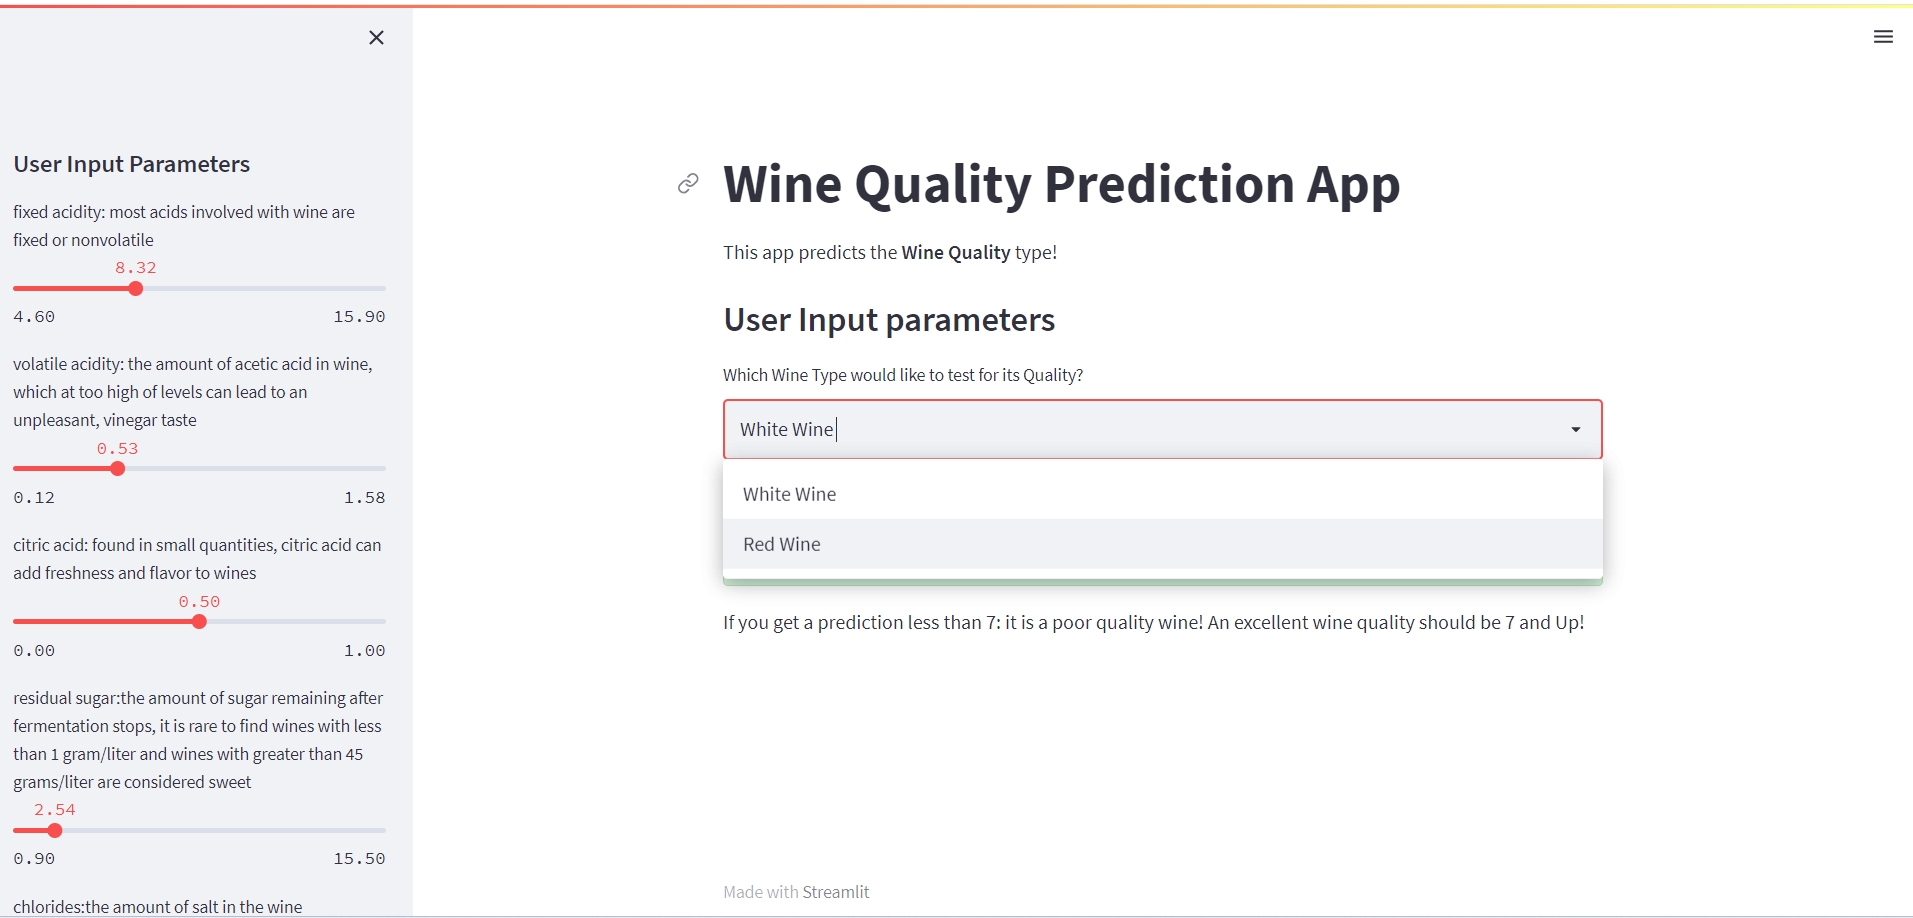 User Input Parameters
fixed acidity: most acids involved with wine are
fixed or nonvolatile
8.32
4.60 15.90
volatile acidity: the amount of acetic acid in wine,
which at too high of levels can lead to an
unpleasant, vinegar taste
0.53
0.12 1.58
citric acid: found in small quantities, citric acid can
add freshness and flavor to wines
0.50
0.00 1.00
residual sugar:the amount of sugar remaining after
fermentation stops, it is rare to find wines with less
than 1 gram/liter and wines with greater than 45
grams/liter are considered sweet
2.54
0.90 15.50
chlorides:the amount of salt in the wine
Wine Quality Prediction App
This app predicts the Wine Quality type!
User Input parameters
Which Wine Type would like to test for its Quality?
White Wine
White Wine
Red Wine
If you get a prediction less than 7: it is a poor quality wine! An excellent wine quality should be 7 and Up!
Made with Streamlit